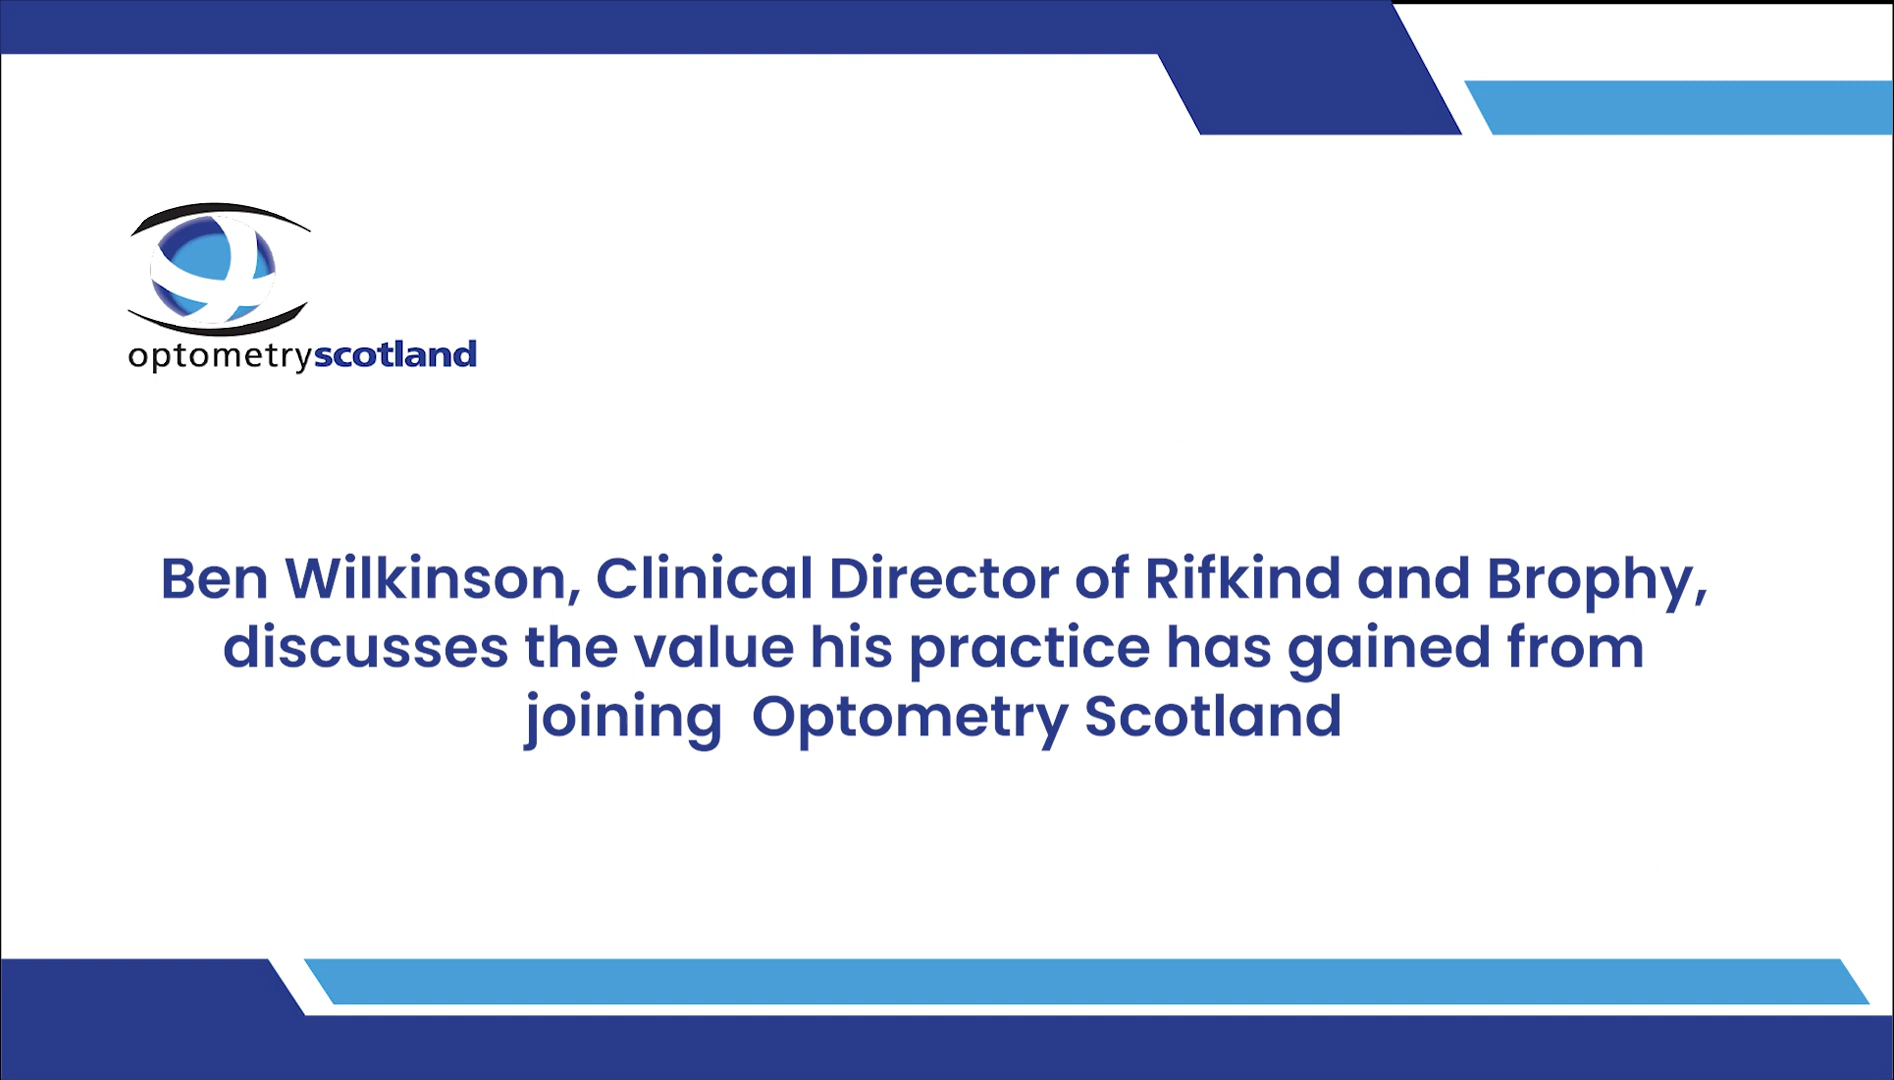 optometryscotland
Ben Wilkinson, Clinical Director of Rifkind and Brophy,
discusses the value his practice has gained from
joining  Optometry Scotland